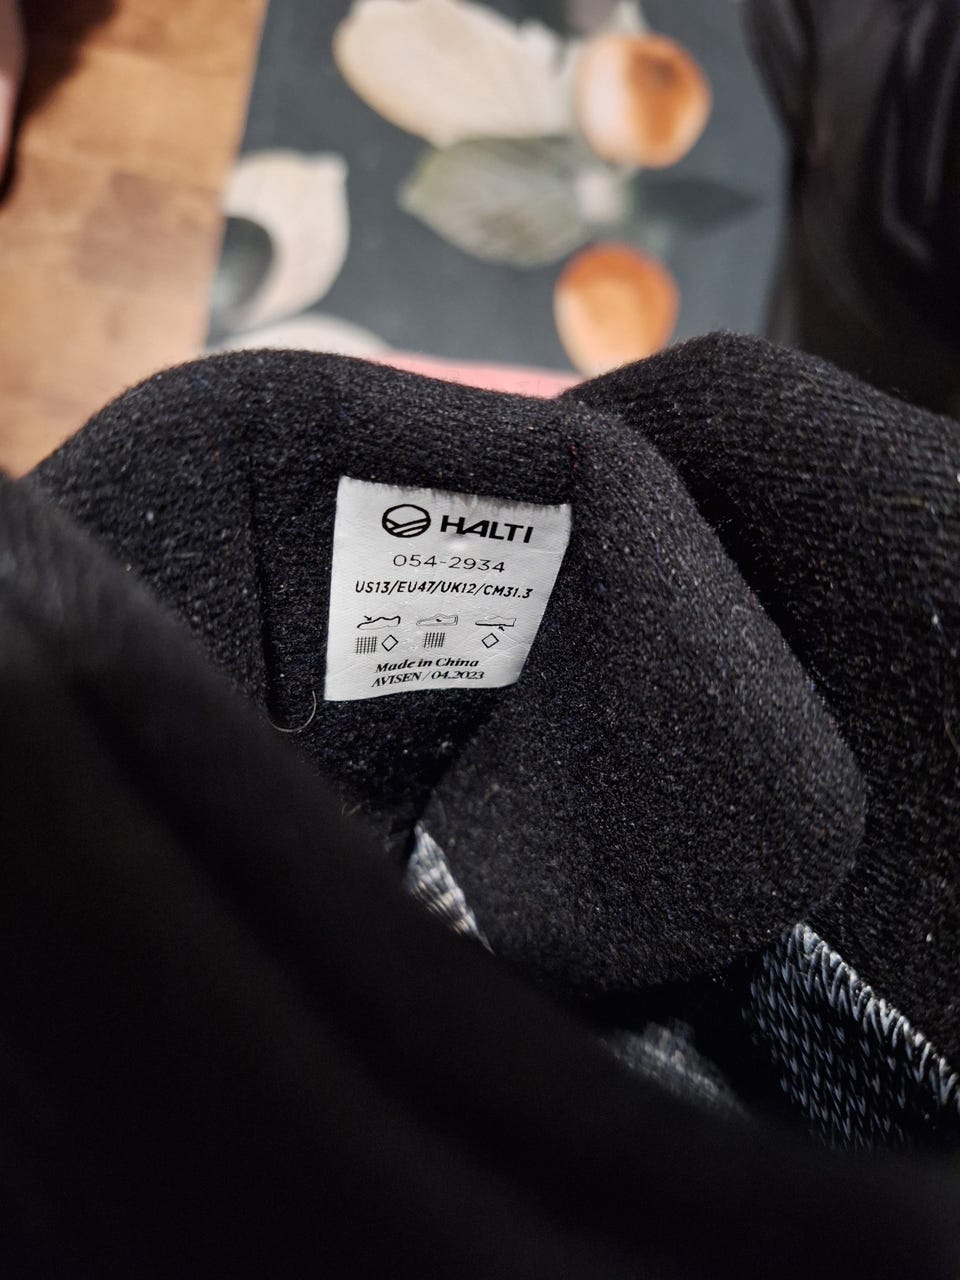 HALTI
054-2934
US13/EU47/UK12/CM31.3
Made in China
AVISEN / 04.2023